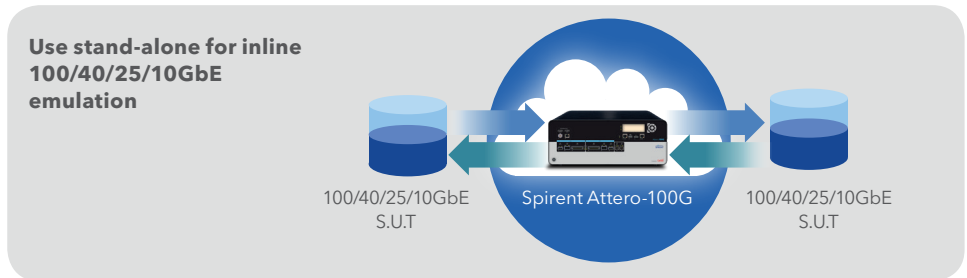 Use stand-alone for inline
100/40/25/10GbE
emulation
100/40/25/10GbE
S.U.T
Spirent Attero-100G
100/40/25/10GbE
S.U.T